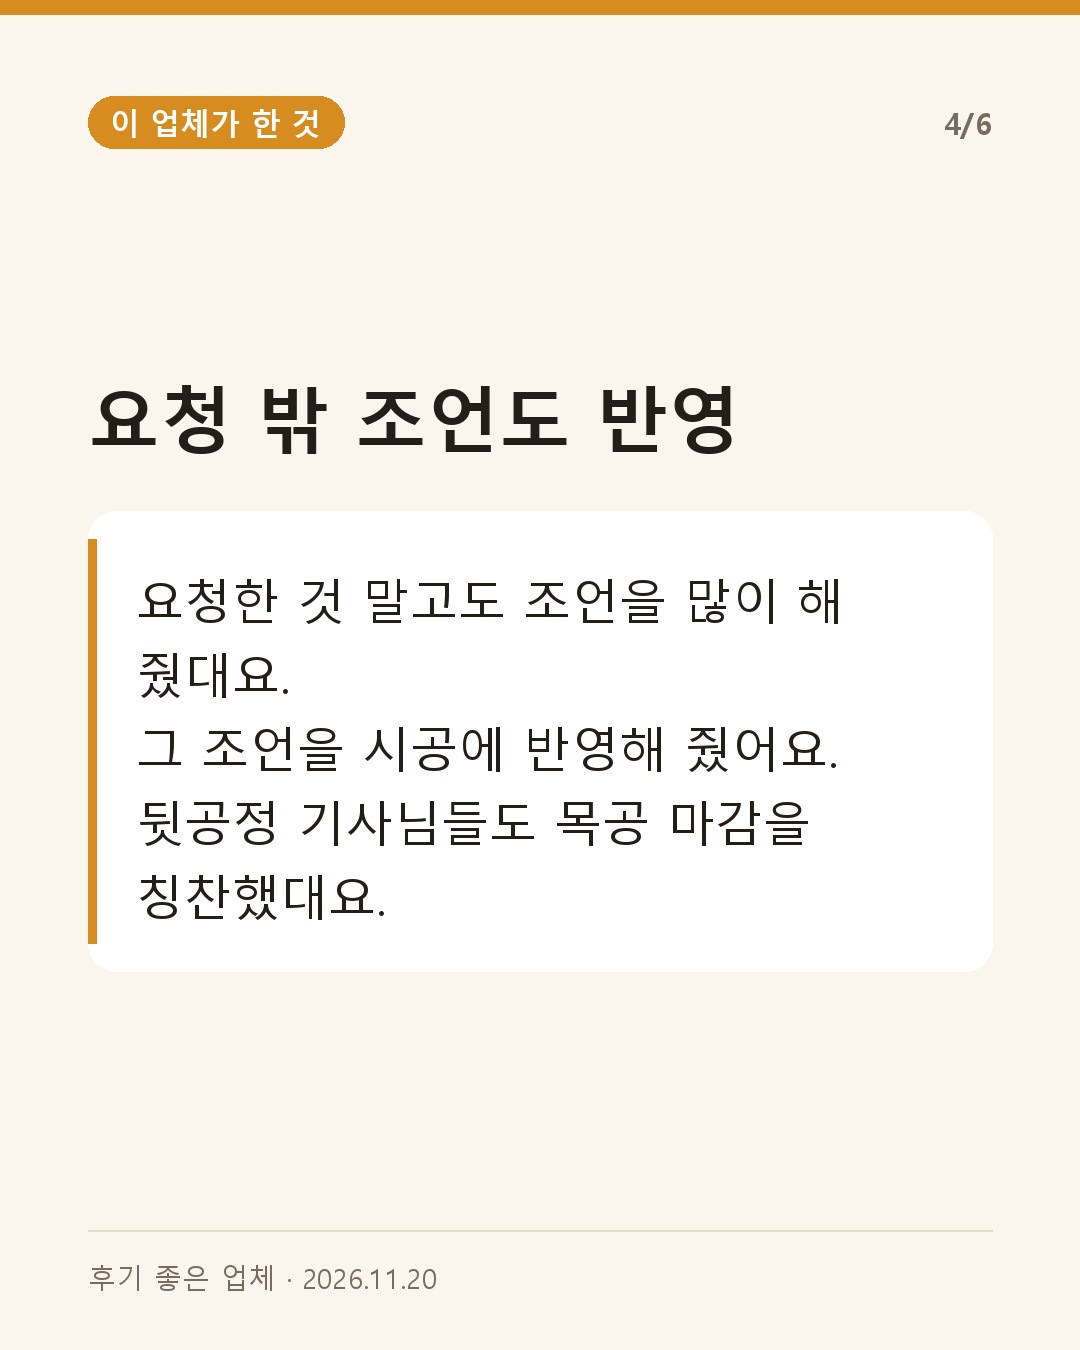 이 업체가 한 것
4/6
요청 밖 조언도 반영
요청한 것 말고도 조언을 많이 해
줬대요.
그 조언을 시공에 반영해 줬어요.
뒷공정 기사님들도 목공 마감을
칭찬했대요.
후기 좋은 업체 · 2026.11.20